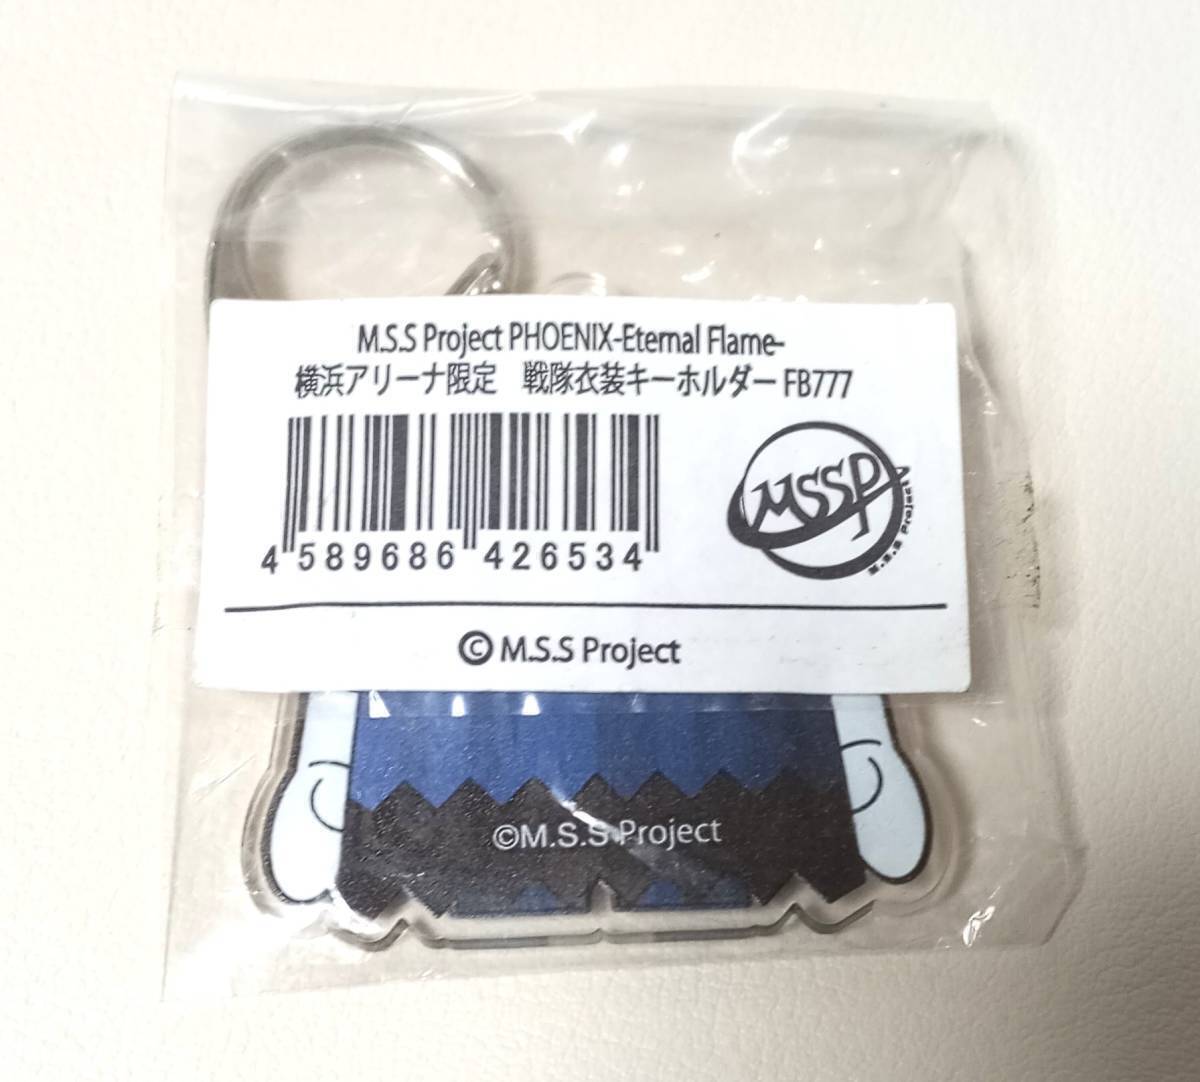 M.S.S Project PHOENIX-Eternal Flame-
横浜アリーナ限定　戦隊衣装キーホルダー FB777
4 589686 426534
MSSP
M.S.S Project
© M.S.S Project
©M.S.S Project